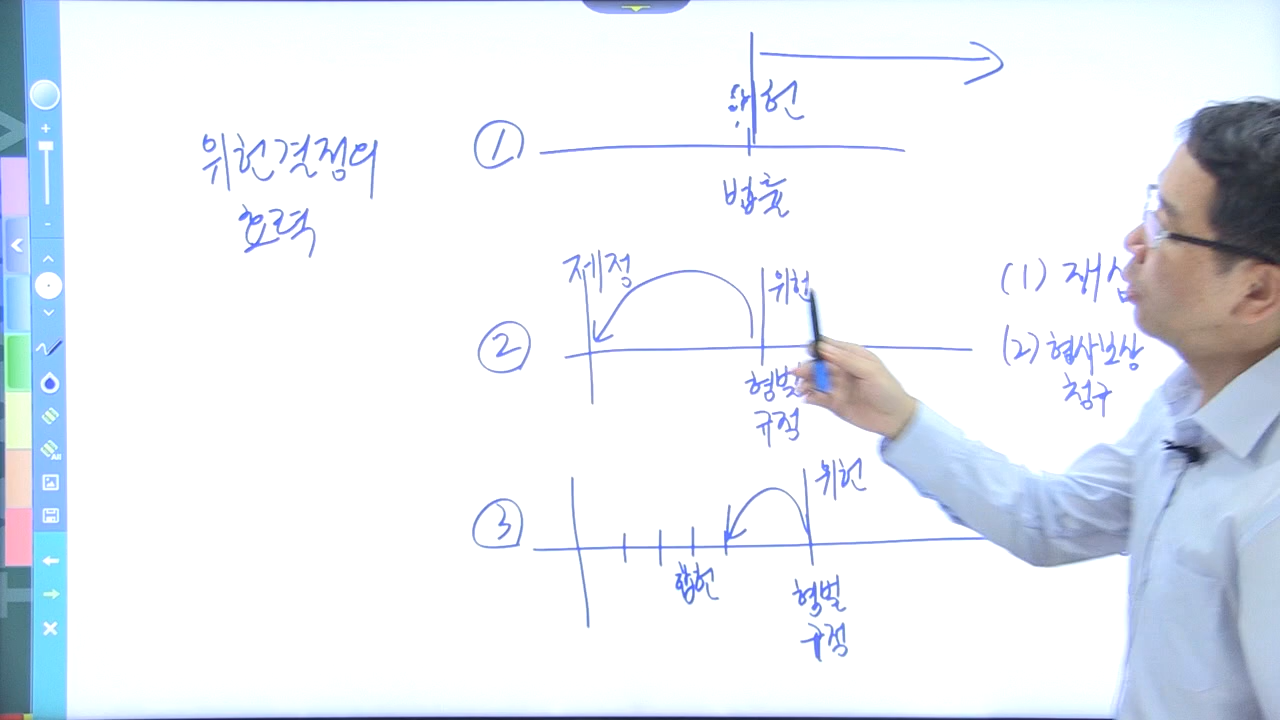 위헌결정의
효력
①
위헌
법률
②
제정
위헌
형벌
규정
(1) 재심
(2) 형사보상
청구
③
합헌
위헌
형벌
규정